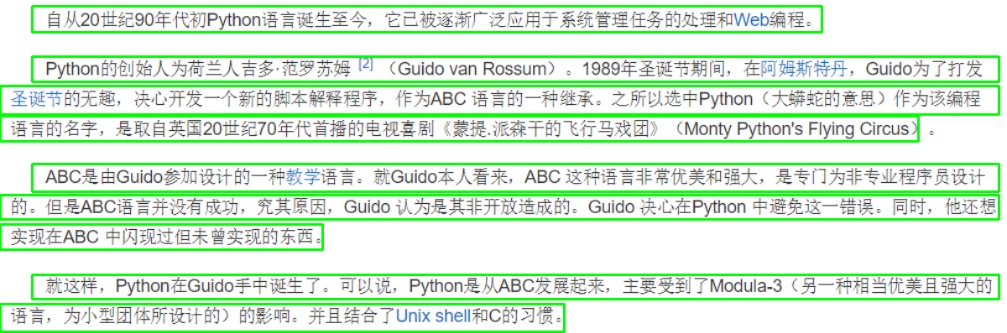 自从20世纪90年代初Python语言诞生至今，它已被逐渐广泛应用于系统管理任务的处理和Web编程。
Python的创始人为荷兰人吉多·范罗苏姆 [2] （Guido van Rossum）。1989年圣诞节期间，在阿姆斯特丹，Guido为了打发
圣诞节的无趣，决心开发一个新的脚本解释程序，作为ABC 语言的一种继承。之所以选中Python（大蟒蛇的意思）作为该编程
语言的名字，是取自英国20世纪70年代首播的电视喜剧《蒙提.派森干的飞行马戏团》（Monty Python's Flying Circus）。
ABC是由Guido参加设计的一种教学语言。就Guido本人看来，ABC 这种语言非常优美和强大，是专门为非专业程序员设计
的。但是ABC语言并没有成功，究其原因，Guido 认为是其非开放造成的。Guido 决心在Python 中避免这一错误。同时，他还想
实现在ABC 中闪现过但未曾实现的东西。
就这样，Python在Guido手中诞生了。可以说，Python是从ABC发展起来，主要受到了Modula-3（另一种相当优美且强大的
语言，为小型团体所设计的）的影响。并且结合了Unix shell和C的习惯。